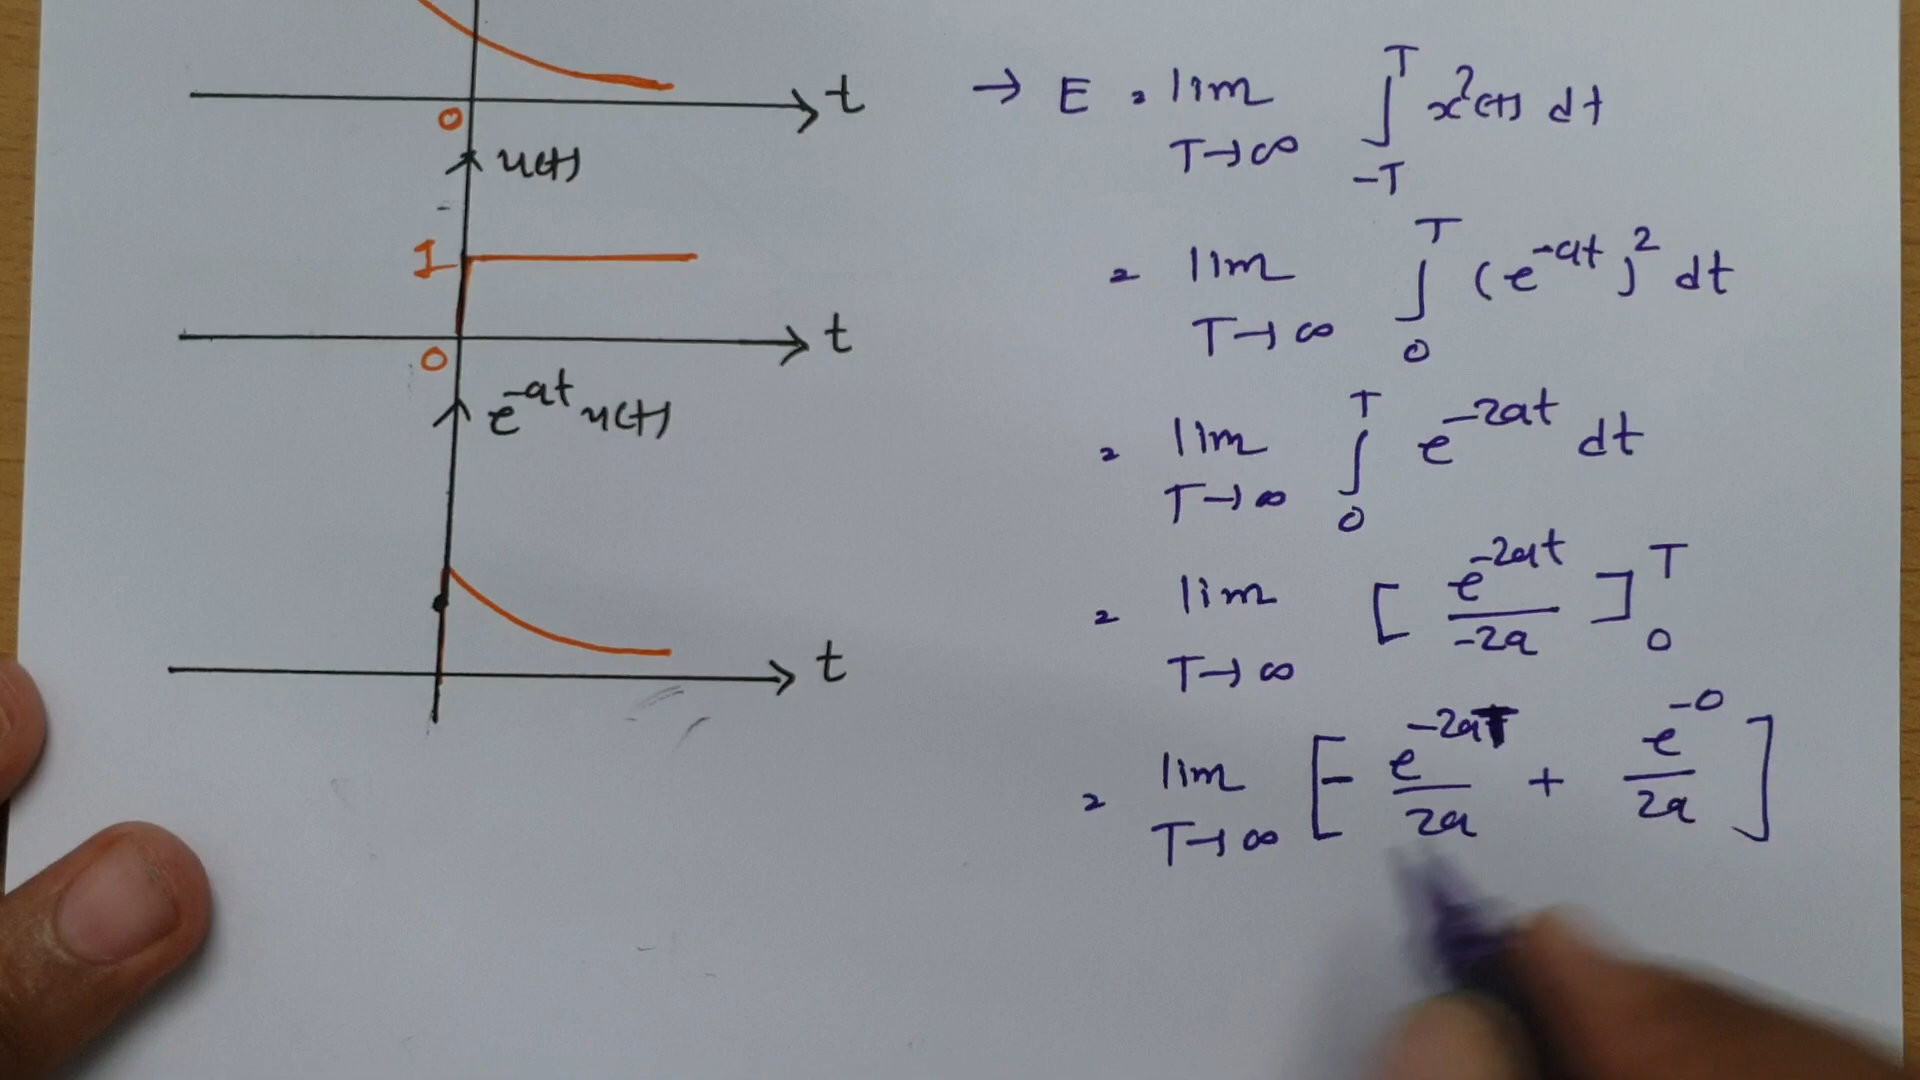 t
0
u(t)
1
t
0
e^{-at} u(t)
t
→ E = lim_{T→∞} ∫_{-T}^{T} x²(t) dt
= lim_{T→∞} ∫_{0}^{T} (e^{-at})² dt
= lim_{T→∞} ∫_{0}^{T} e^{-2at} dt
= lim_{T→∞} [ e^{-2at} / -2a ]_{0}^{T}
= lim_{T→∞} [ - e^{-2aT} / 2a + e^{-0} / 2a ]